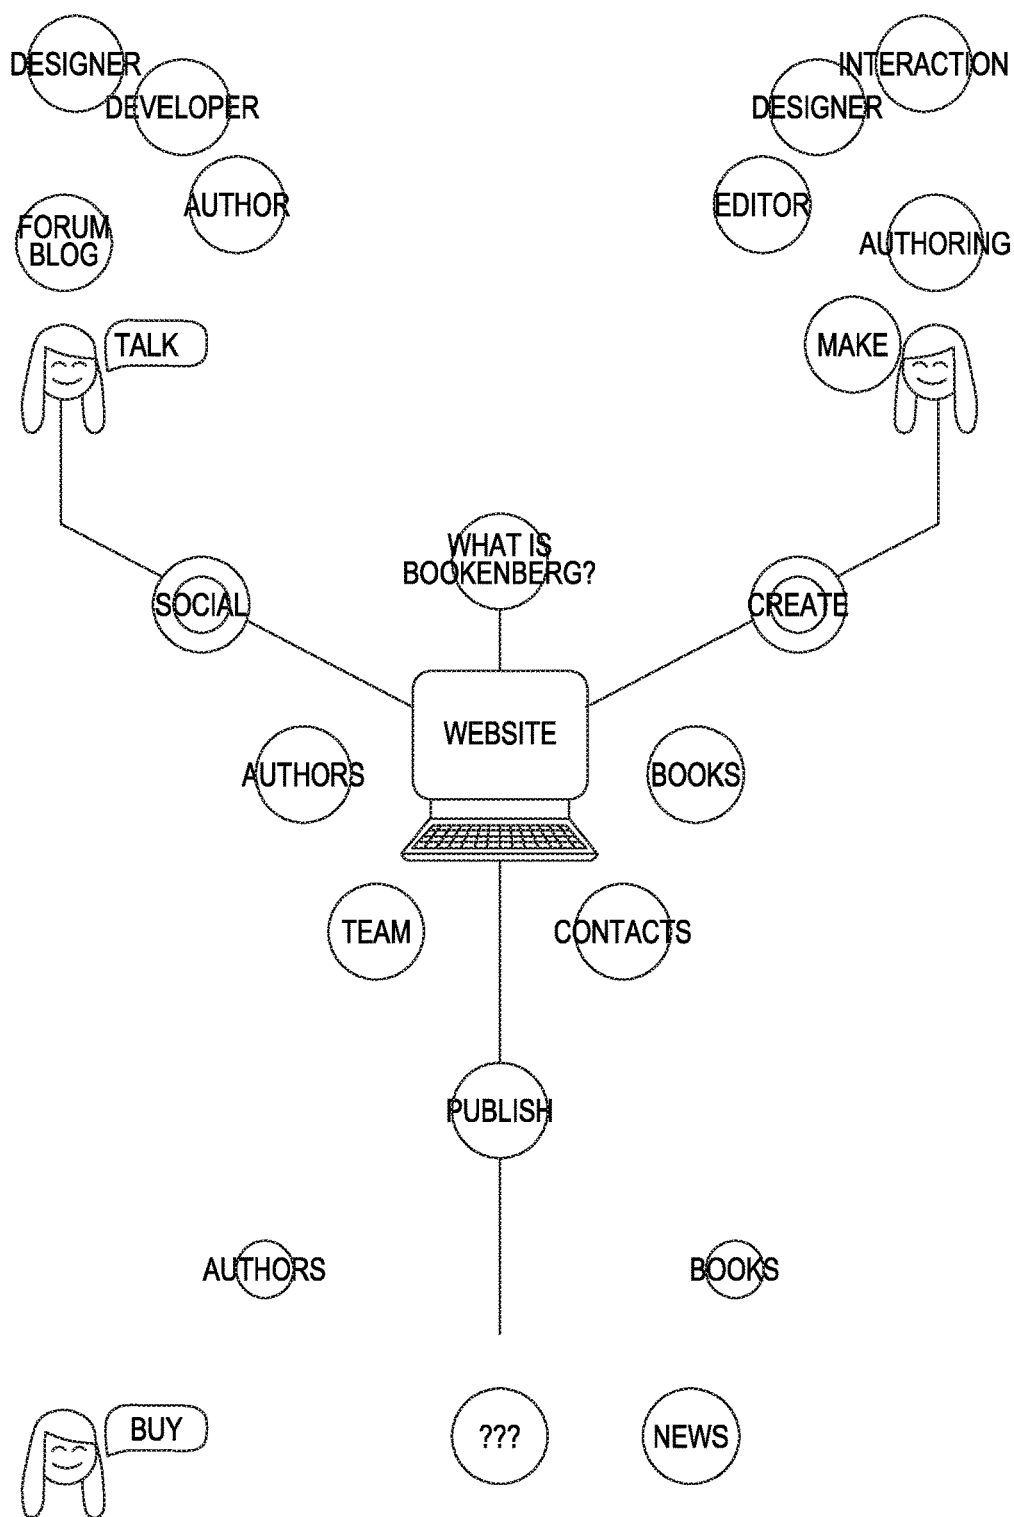 DESIGNER
DEVELOPER
AUTHOR
FORUM
BLOG
TALK
INTERACTION
DESIGNER
EDITOR
AUTHORING
MAKE
WHAT IS
BOOKENBERG?
SOCIAL
CREATE
WEBSITE
AUTHORS
BOOKS
TEAM
CONTACTS
PUBLISH
AUTHORS
BOOKS
BUY
???
NEWS